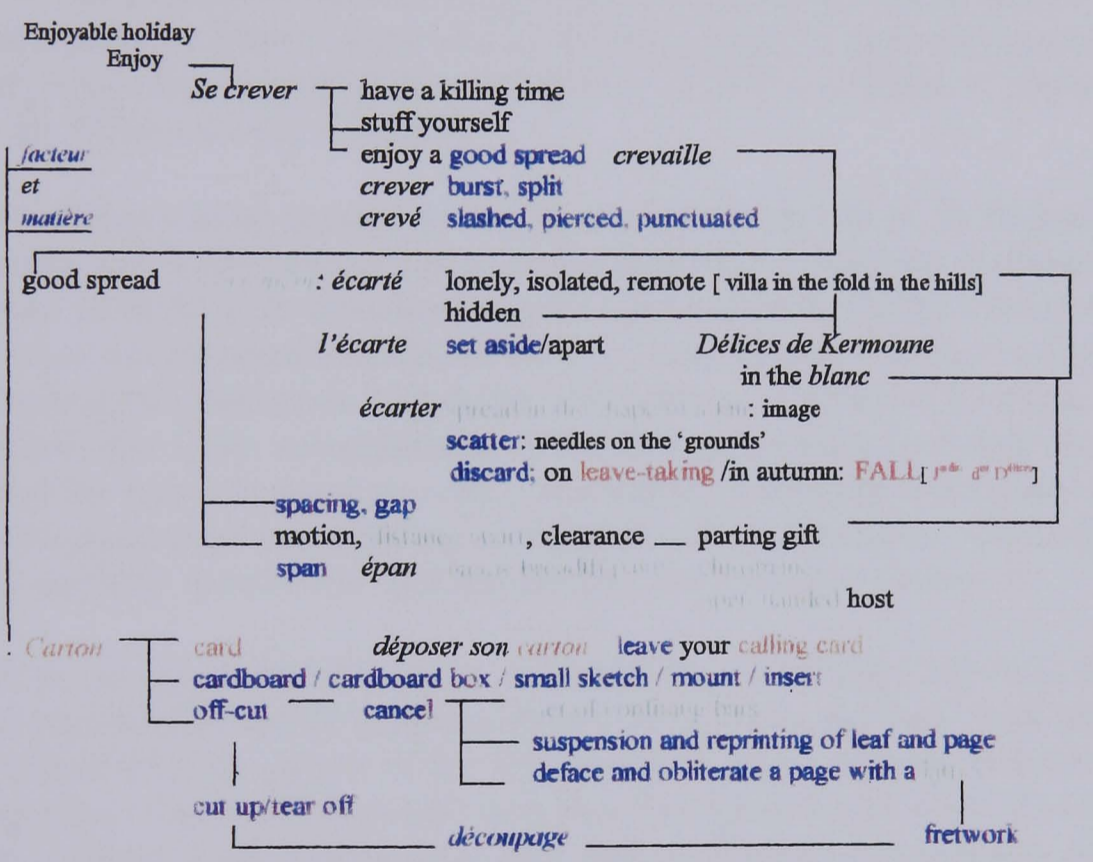 Enjoyable holiday
Enjoy
Se crever have a killing time
stuff yourself
facteur enjoy a good spread crevaille
et crever burst, split
matière crevé slashed, pierced, punctuated
good spread : écarté lonely, isolated, remote [ villa in the fold in the hills]
hidden
l'écarte set aside/apart Délices de Kermoune
in the blanc
écarter : image
scatter: needles on the 'grounds'
discard: on leave-taking /in autumn: FALL[ ]
spacing, gap
motion, , clearance parting gift
span épan
host
: Carton card déposer son carton leave your calling card
cardboard / cardboard box / small sketch / mount / insert
off-cut cancel
suspension and reprinting of leaf and page
deface and obliterate a page with a
cut up/tear off
découpage fretwork